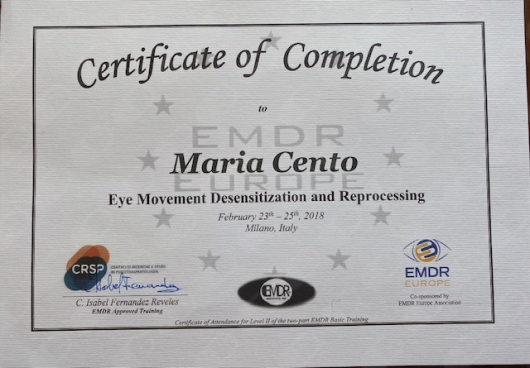 Certificate of Completion
to
EMDR
Maria Cento
EUROPE
Eye Movement Desensitization and Reprocessing
February 23th – 25th, 2018
Milano, Italy
CRSP
C. Isabel Fernandez Reveles
EMDR Approved Training
EMDR
EMDR
EUROPE
Co-sponsored by
EMDR Europe Association
Certificate of Attendance for Level II of the two-part EMDR Basic Training